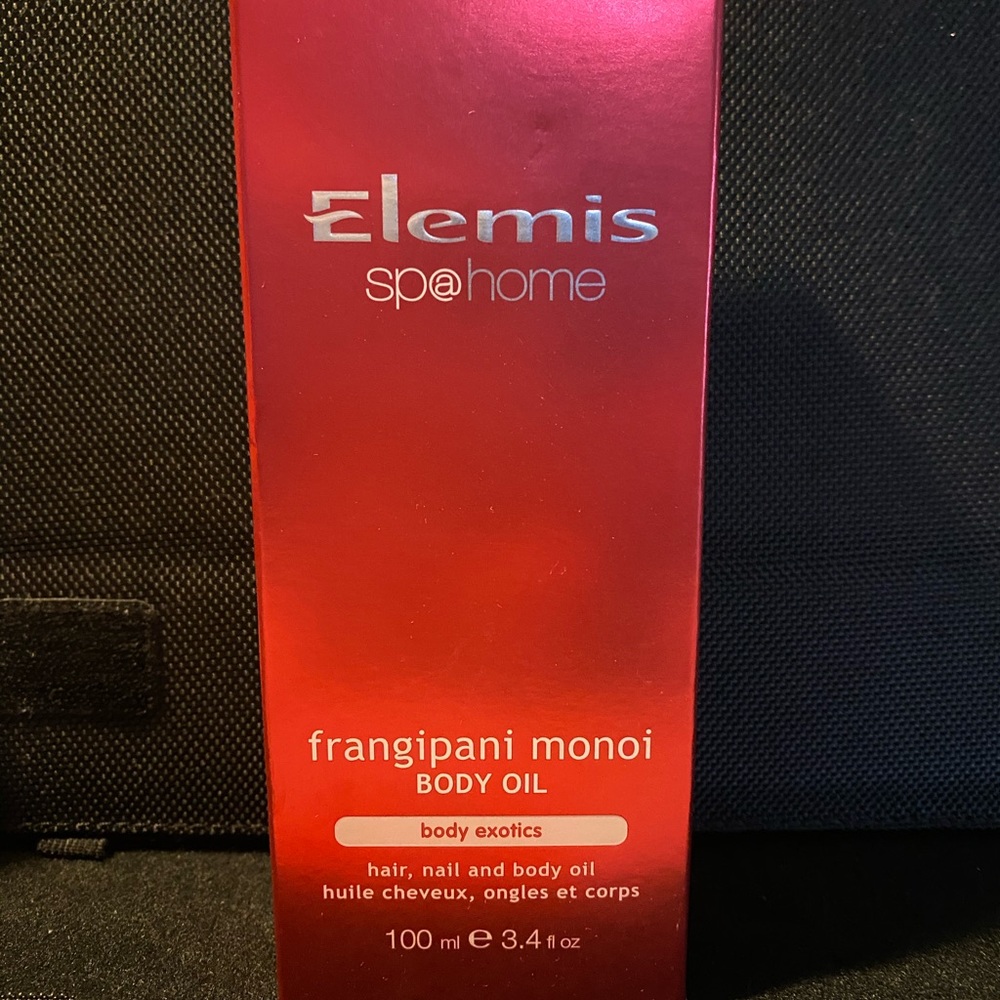 Elemis
sp@home
frangipani monoi
BODY OIL
body exotics
hair, nail and body oil
huile cheveux, ongles et corps
100 ml e 3.4 fl oz